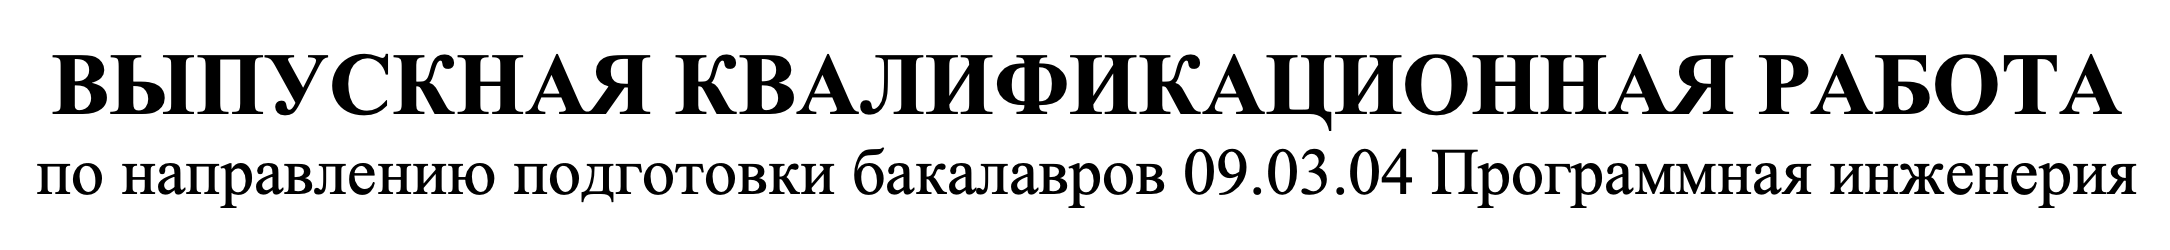 ВЫПУСКНАЯ КВАЛИФИКАЦИОННАЯ РАБОТА
по направлению подготовки бакалавров 09.03.04 Программная инженерия